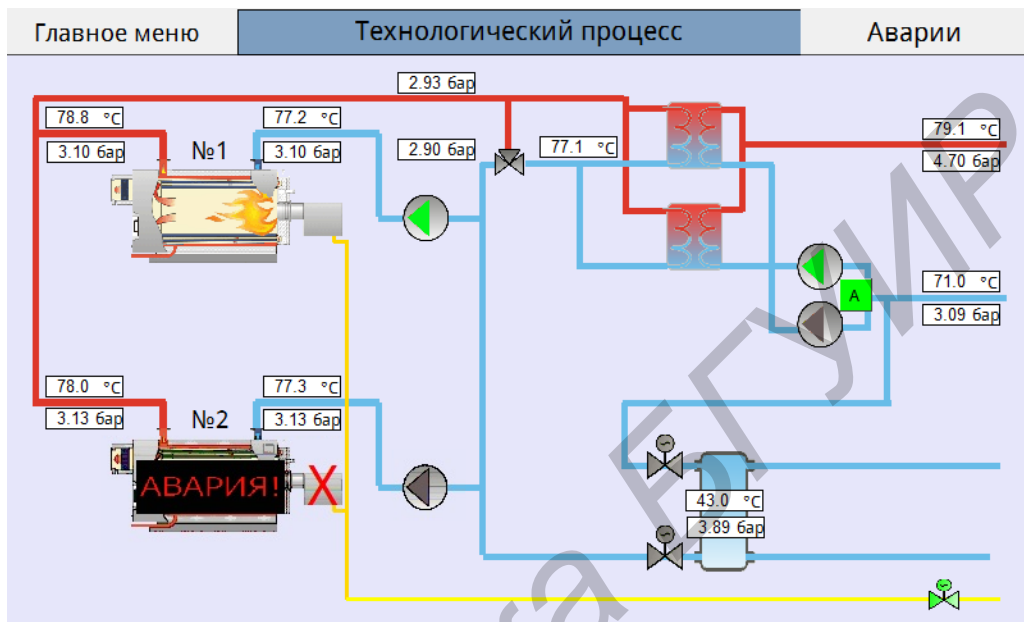 Главное меню
Технологический процесс
Аварии
2.93 бар
78.8 °C
77.2 °C
3.10 бар
№1
3.10 бар
2.90 бар
77.1 °C
79.1 °C
4.70 бар
71.0 °C
A
3.09 бар
78.0 °C
77.3 °C
3.13 бар
№2
3.13 бар
АВАРИЯ!
X
43.0 °C
3.89 бар
БГУИР